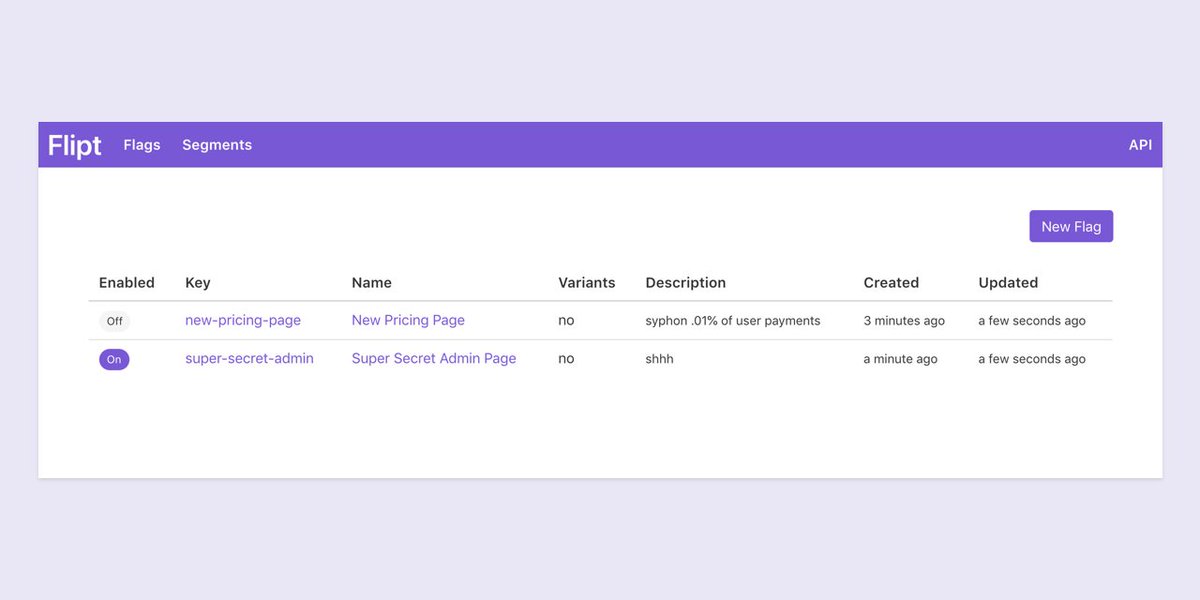 Flipt Flags Segments API
New Flag
Enabled Key Name Variants Description Created Updated
Off new-pricing-page New Pricing Page no syphon .01% of user payments 3 minutes ago a few seconds ago
On super-secret-admin Super Secret Admin Page no shhh a minute ago a few seconds ago